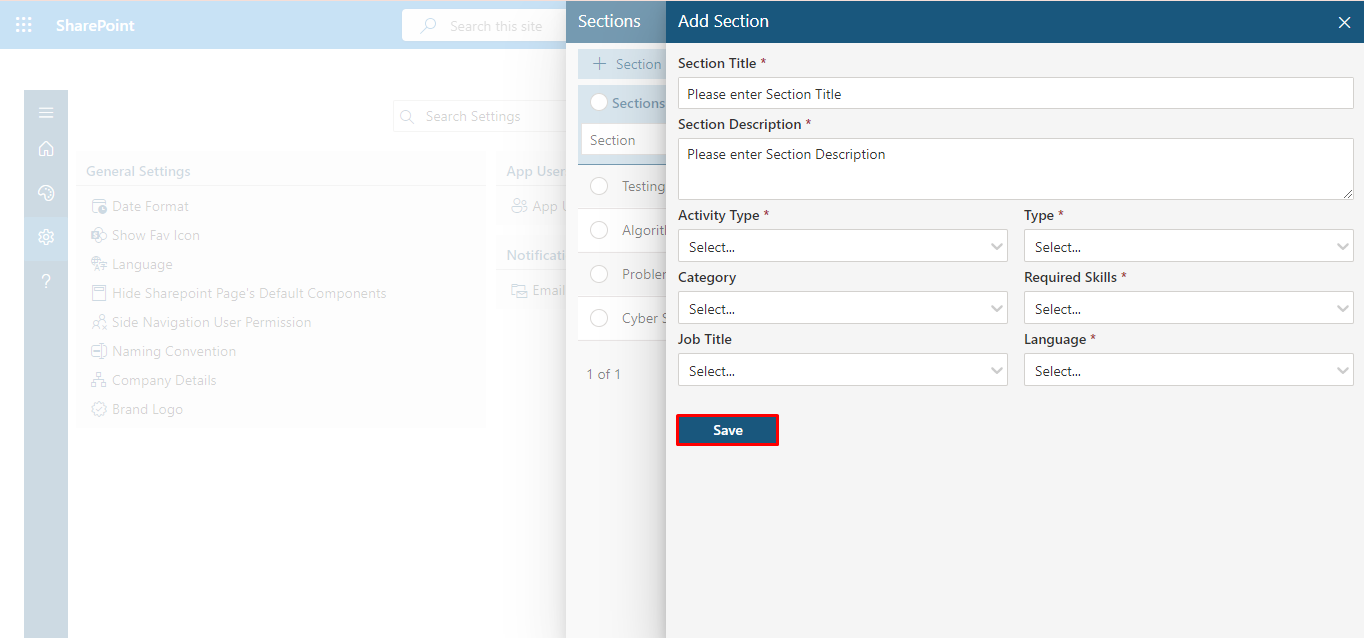 SharePoint
Search this site
Search Settings
General Settings
Date Format
Show Fav Icon
Language
Hide Sharepoint Page's Default Components
Side Navigation User Permission
Naming Convention
Company Details
Brand Logo
App User
App
Notificati
Email
Sections
Section
Sections
Section
Testing
Algorit
Problem
Cyber S
1 of 1
Add Section
Section Title *
Please enter Section Title
Section Description *
Please enter Section Description
Activity Type * Type *
Select... Select...
Category Required Skills *
Select... Select...
Job Title Language *
Select... Select...
Save